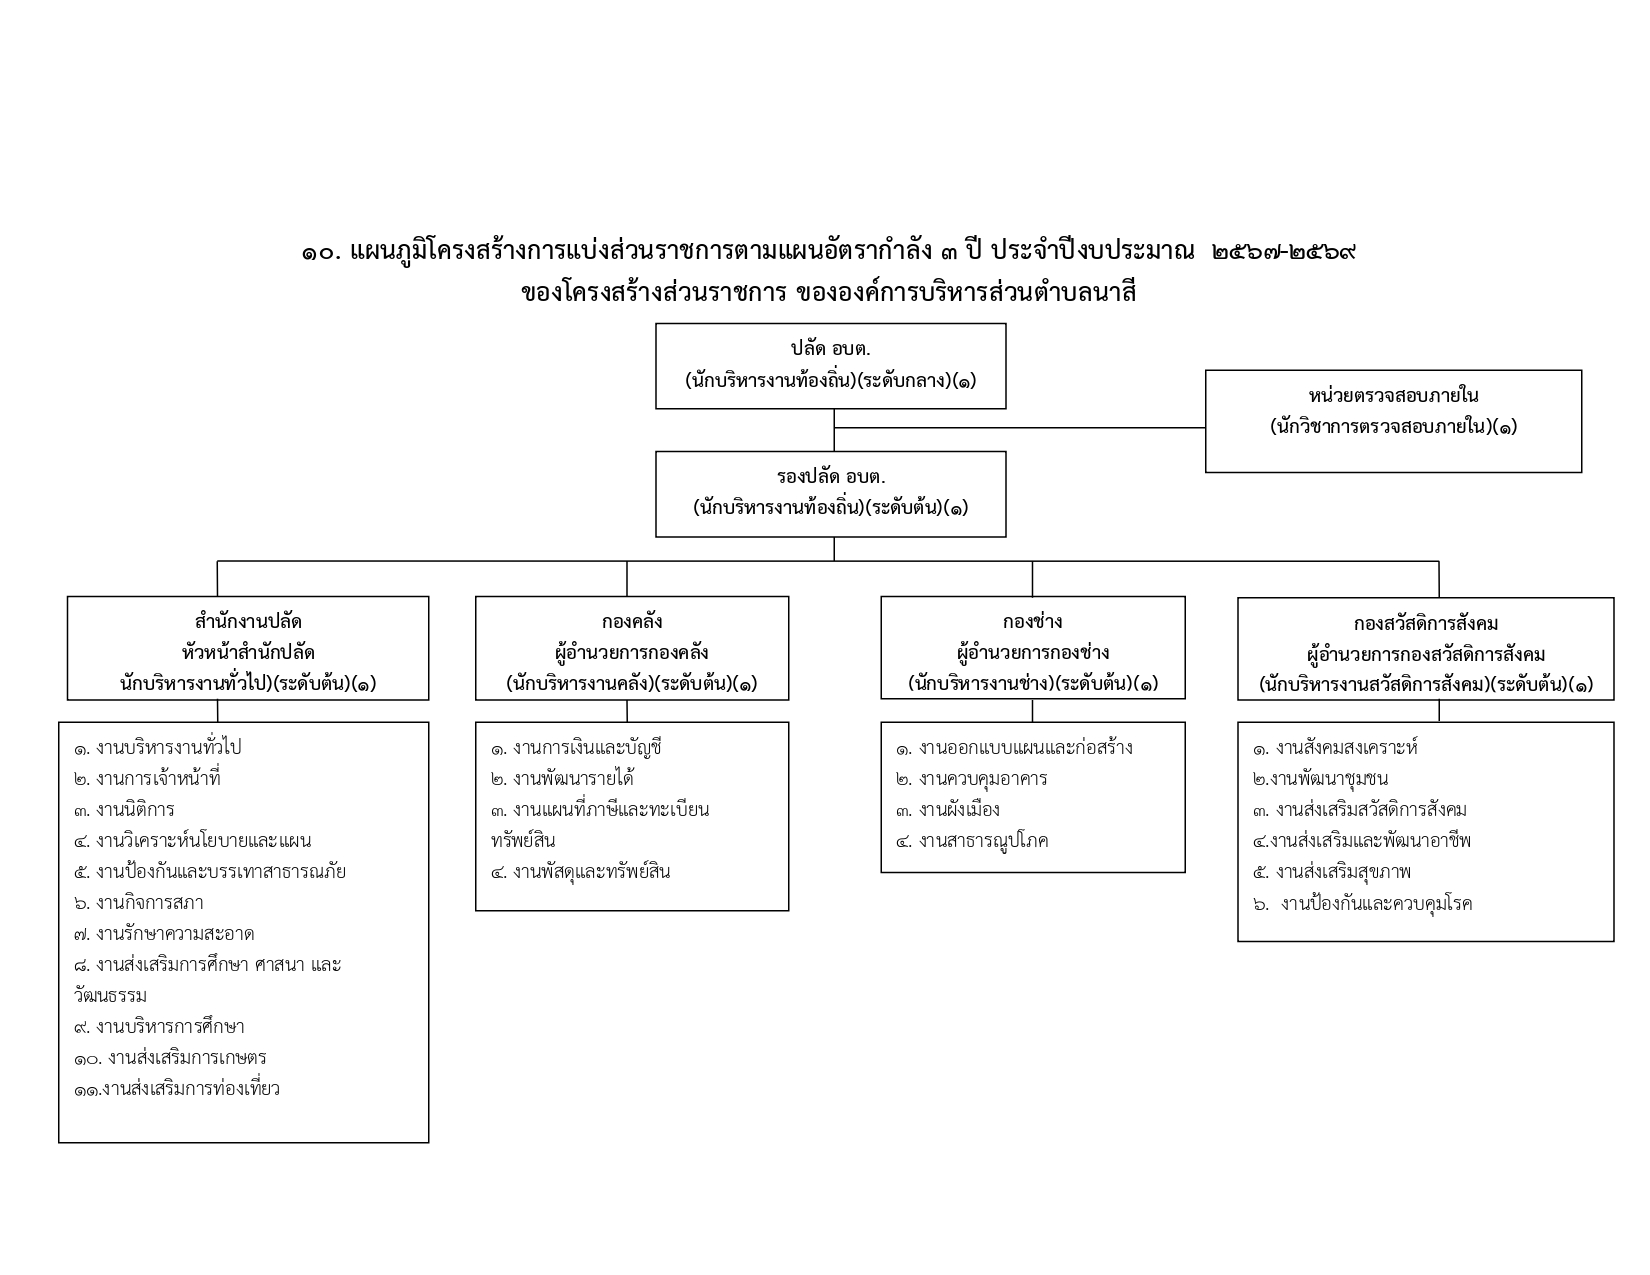 ๑๐. แผนภูมิโครงสร้างการแบ่งส่วนราชการตามแผนอัตรากำลัง ๓ ปี ประจำปีงบประมาณ ๒๕๖๗-๒๕๖๙
ของโครงสร้างส่วนราชการ ขององค์การบริหารส่วนตำบลนาสี
ปลัด อบต.
(นักบริหารงานท้องถิ่น)(ระดับกลาง)(๑)
หน่วยตรวจสอบภายใน
(นักวิชาการตรวจสอบภายใน)(๑)
รองปลัด อบต.
(นักบริหารงานท้องถิ่น)(ระดับต้น)(๑)
สำนักงานปลัด
หัวหน้าสำนักปลัด
นักบริหารงานทั่วไป)(ระดับต้น)(๑)
กองคลัง
ผู้อำนวยการกองคลัง
(นักบริหารงานคลัง)(ระดับต้น)(๑)
กองช่าง
ผู้อำนวยการกองช่าง
(นักบริหารงานช่าง)(ระดับต้น)(๑)
กองสวัสดิการสังคม
ผู้อำนวยการกองสวัสดิการสังคม
(นักบริหารงานสวัสดิการสังคม)(ระดับต้น)(๑)
๑. งานบริหารงานทั่วไป
๒. งานการเจ้าหน้าที่
๓. งานนิติการ
๔. งานวิเคราะห์นโยบายและแผน
๕. งานป้องกันและบรรเทาสาธารณภัย
๖. งานกิจการสภา
๗. งานรักษาความสะอาด
๘. งานส่งเสริมการศึกษา ศาสนา และ
วัฒนธรรม
๙. งานบริหารการศึกษา
๑๐. งานส่งเสริมการเกษตร
๑๑.งานส่งเสริมการท่องเที่ยว
๑. งานการเงินและบัญชี
๒. งานพัฒนารายได้
๓. งานแผนที่ภาษีและทะเบียน
ทรัพย์สิน
๔. งานพัสดุและทรัพย์สิน
๑. งานออกแบบแผนและก่อสร้าง
๒. งานควบคุมอาคาร
๓. งานผังเมือง
๔. งานสาธารณูปโภค
๑. งานสังคมสงเคราะห์
๒.งานพัฒนาชุมชน
๓. งานส่งเสริมสวัสดิการสังคม
๔.งานส่งเสริมและพัฒนาอาชีพ
๕. งานส่งเสริมสุขภาพ
๖. งานป้องกันและควบคุมโรค